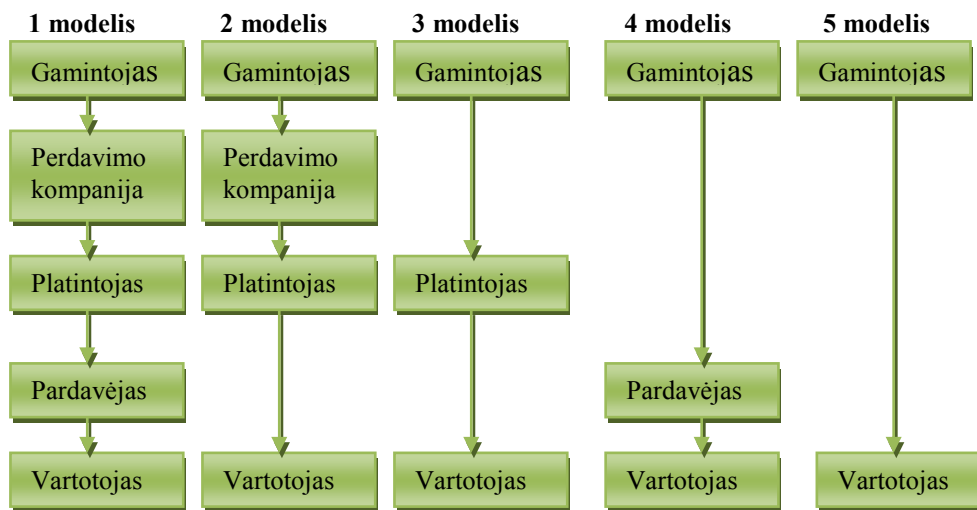 1 modelis
2 modelis
3 modelis
4 modelis
5 modelis
Gamintojas
Gamintojas
Gamintojas
Gamintojas
Gamintojas
Perdavimo
kompanija
Perdavimo
kompanija
Platintojas
Platintojas
Platintojas
Pardavėjas
Pardavėjas
Vartotojas
Vartotojas
Vartotojas
Vartotojas
Vartotojas